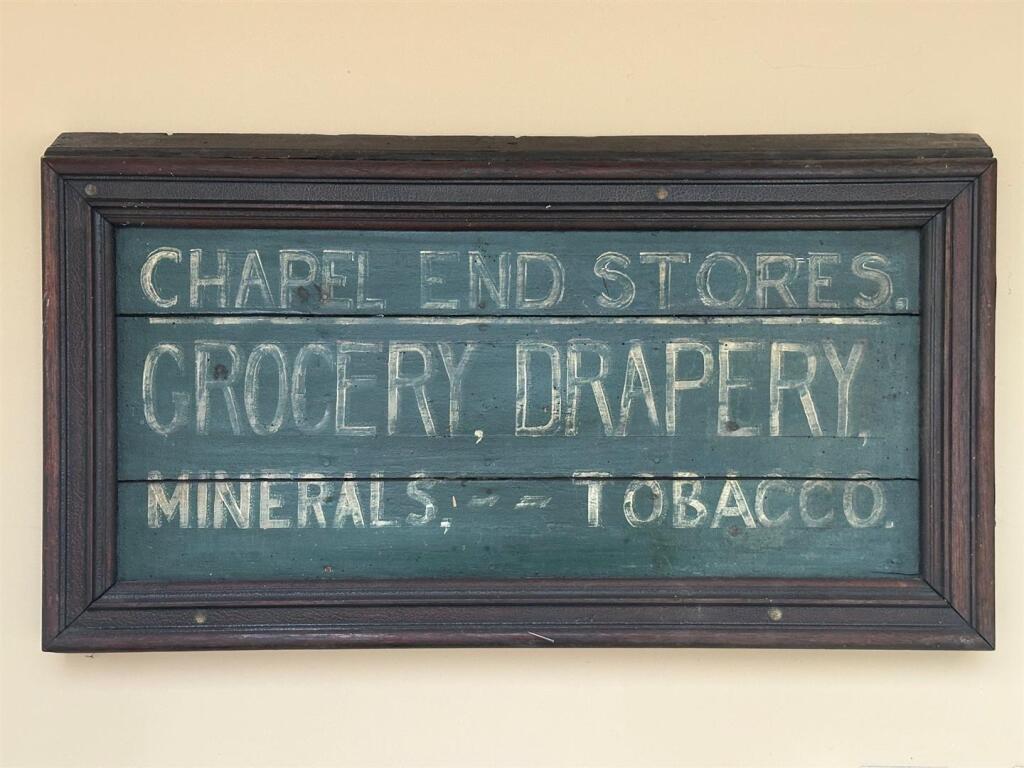 CHAPEL END STORES.
GROCERY, DRAPERY,
MINERALS, - - TOBACCO.